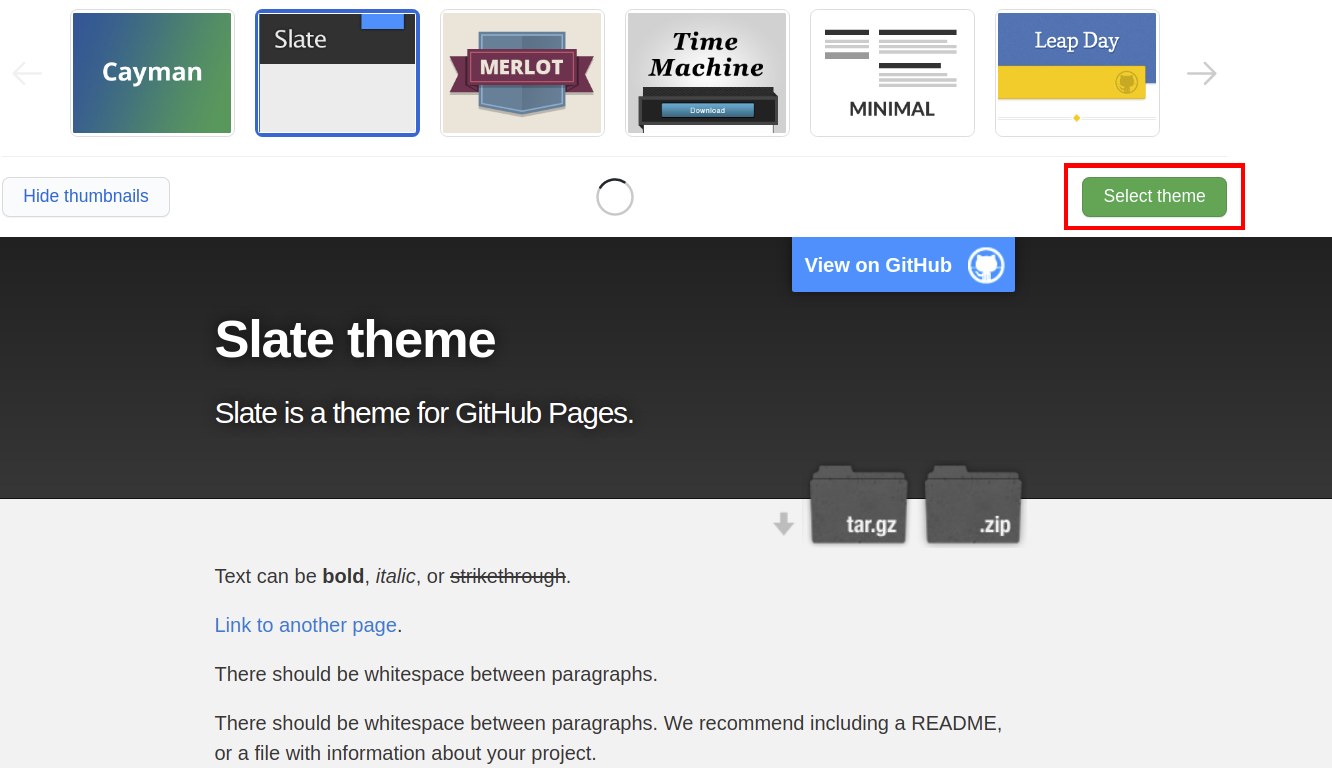 Cayman
Slate
MERLOT
Time
Machine
Download
MINIMAL
Leap Day
Hide thumbnails
Select theme
View on GitHub
Slate theme
Slate is a theme for GitHub Pages.
tar.gz
.zip
Text can be bold, italic, or strikethrough.
Link to another page.
There should be whitespace between paragraphs.
There should be whitespace between paragraphs. We recommend including a README,
or a file with information about your project.